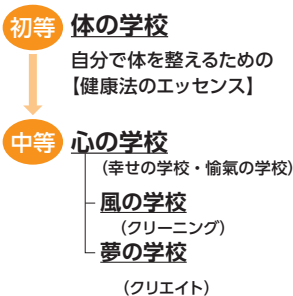 初等 体の学校
自分で体を整えるための
【健康法のエッセンス】
中等 心の学校
(幸せの学校・愉氣の学校)
風の学校
(クリーニング)
夢の学校
(クリエイト)